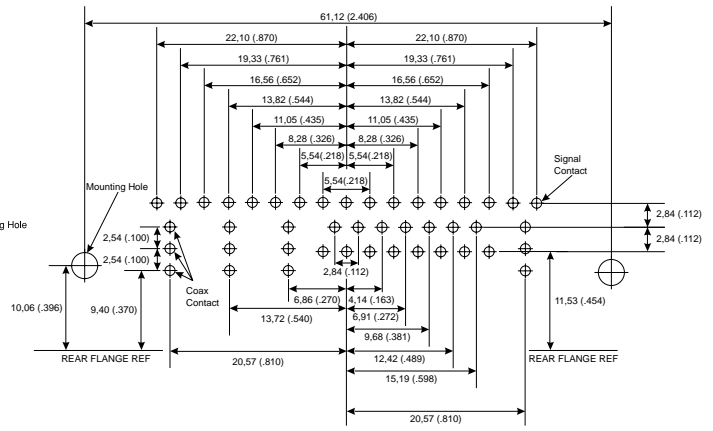 61,12 (2.406)
22,10 (.870) 22,10 (.870)
19,33 (.761) 19,33 (.761)
16,56 (.652) 16,56 (.652)
13,82 (.544) 13,82 (.544)
11,05 (.435) 11,05 (.435)
8,28 (.326) 8,28 (.326)
5,54(.218) 5,54(.218)
5,54(.218)
Signal
Contact
Mounting Hole
2,84 (.112)
g Hole
2,54 (.100)
2,84 (.112)
2,54 (.100)
2,84 (.112)
Coax
Contact
10,06 (.396)
9,40 (.370)
6,86 (.270) 4,14 (.163)
11,53 (.454)
13,72 (.540) 6,91 (.272)
9,68 (.381)
REAR FLANGE REF
20,57 (.810)
12,42 (.489)
REAR FLANGE REF
15,19 (.598)
20,57 (.810)